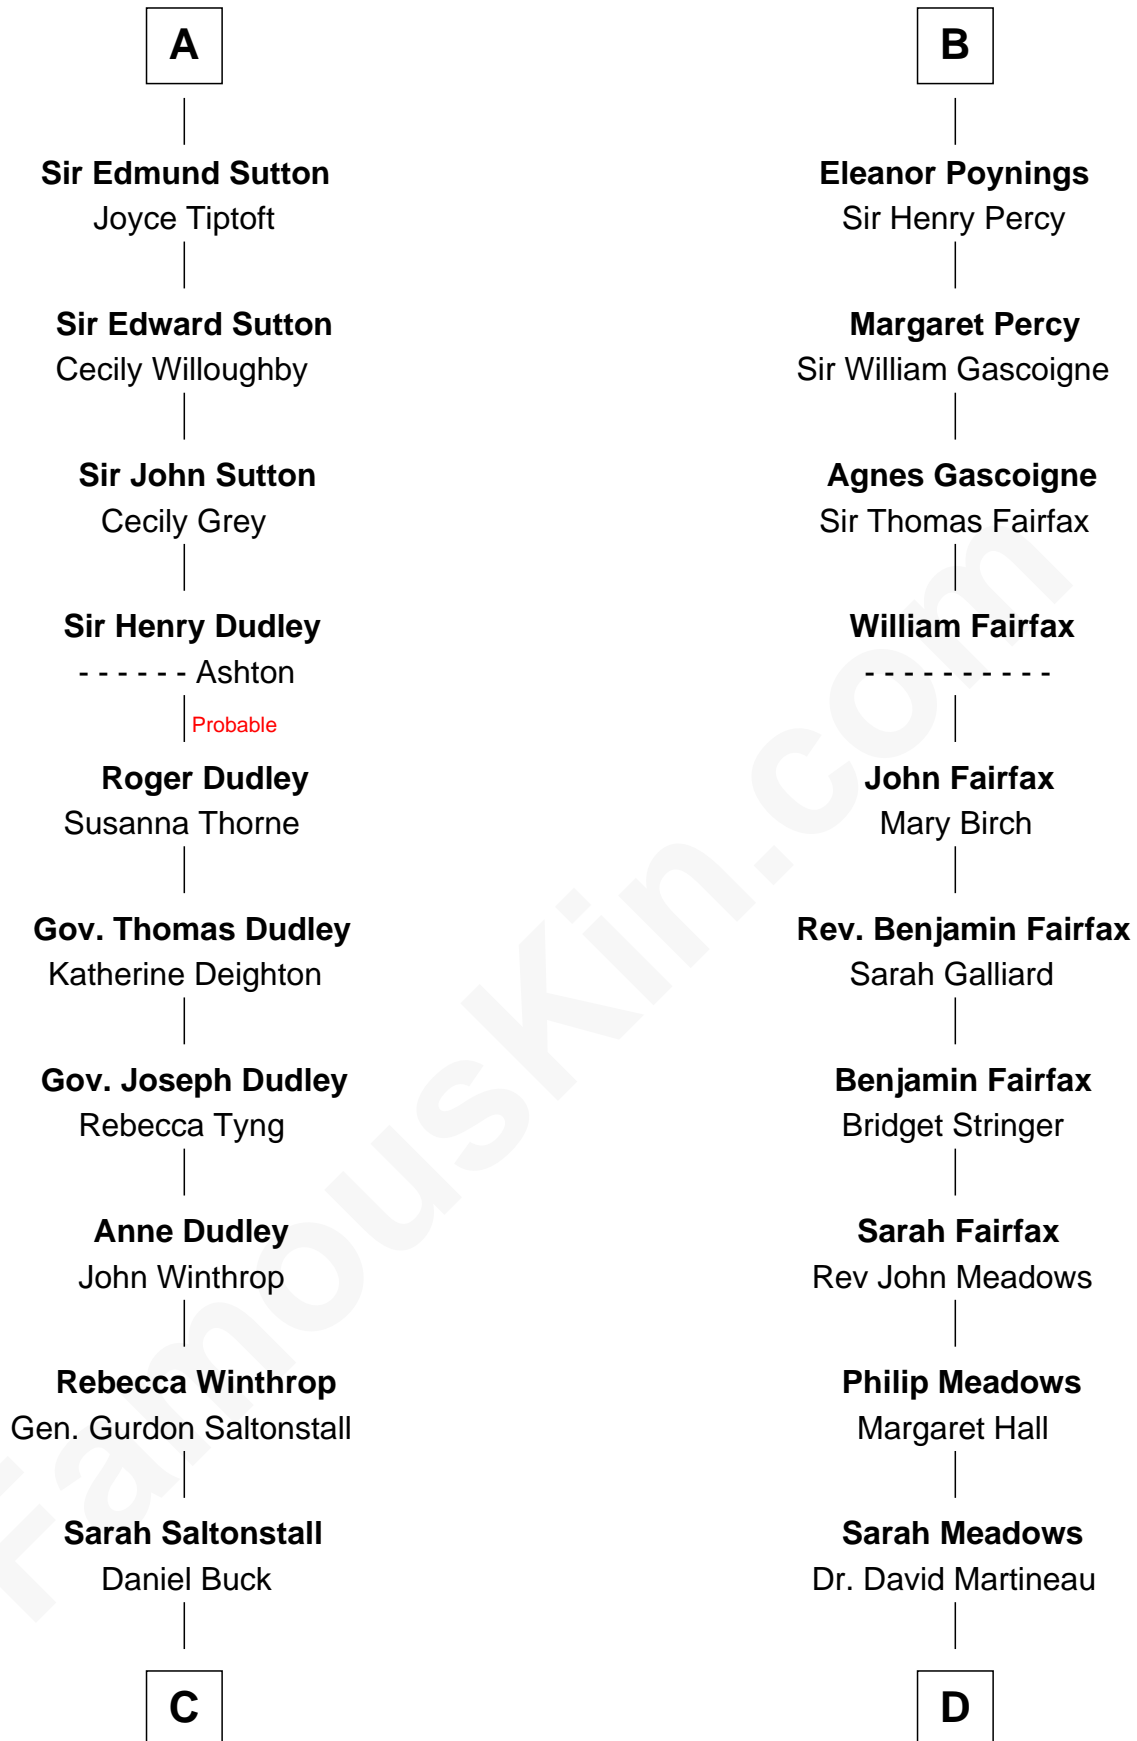 A
Sir Edmund Sutton
Joyce Tiptoft
Sir Edward Sutton
Cecily Willoughby
Sir John Sutton
Cecily Grey
Sir Henry Dudley
- - - - - - Ashton
Probable
Roger Dudley
Susanna Thorne
Gov. Thomas Dudley
Katherine Deighton
Gov. Joseph Dudley
Rebecca Tyng
Anne Dudley
John Winthrop
Rebecca Winthrop
Gen. Gurdon Saltonstall
Sarah Saltonstall
Daniel Buck
C
B
Eleanor Poynings
Sir Henry Percy
Margaret Percy
Sir William Gascoigne
Agnes Gascoigne
Sir Thomas Fairfax
William Fairfax
- - - - - - - - - -
John Fairfax
Mary Birch
Rev. Benjamin Fairfax
Sarah Galliard
Benjamin Fairfax
Bridget Stringer
Sarah Fairfax
Rev John Meadows
Philip Meadows
Margaret Hall
Sarah Meadows
Dr. David Martineau
D
FamousKin.com